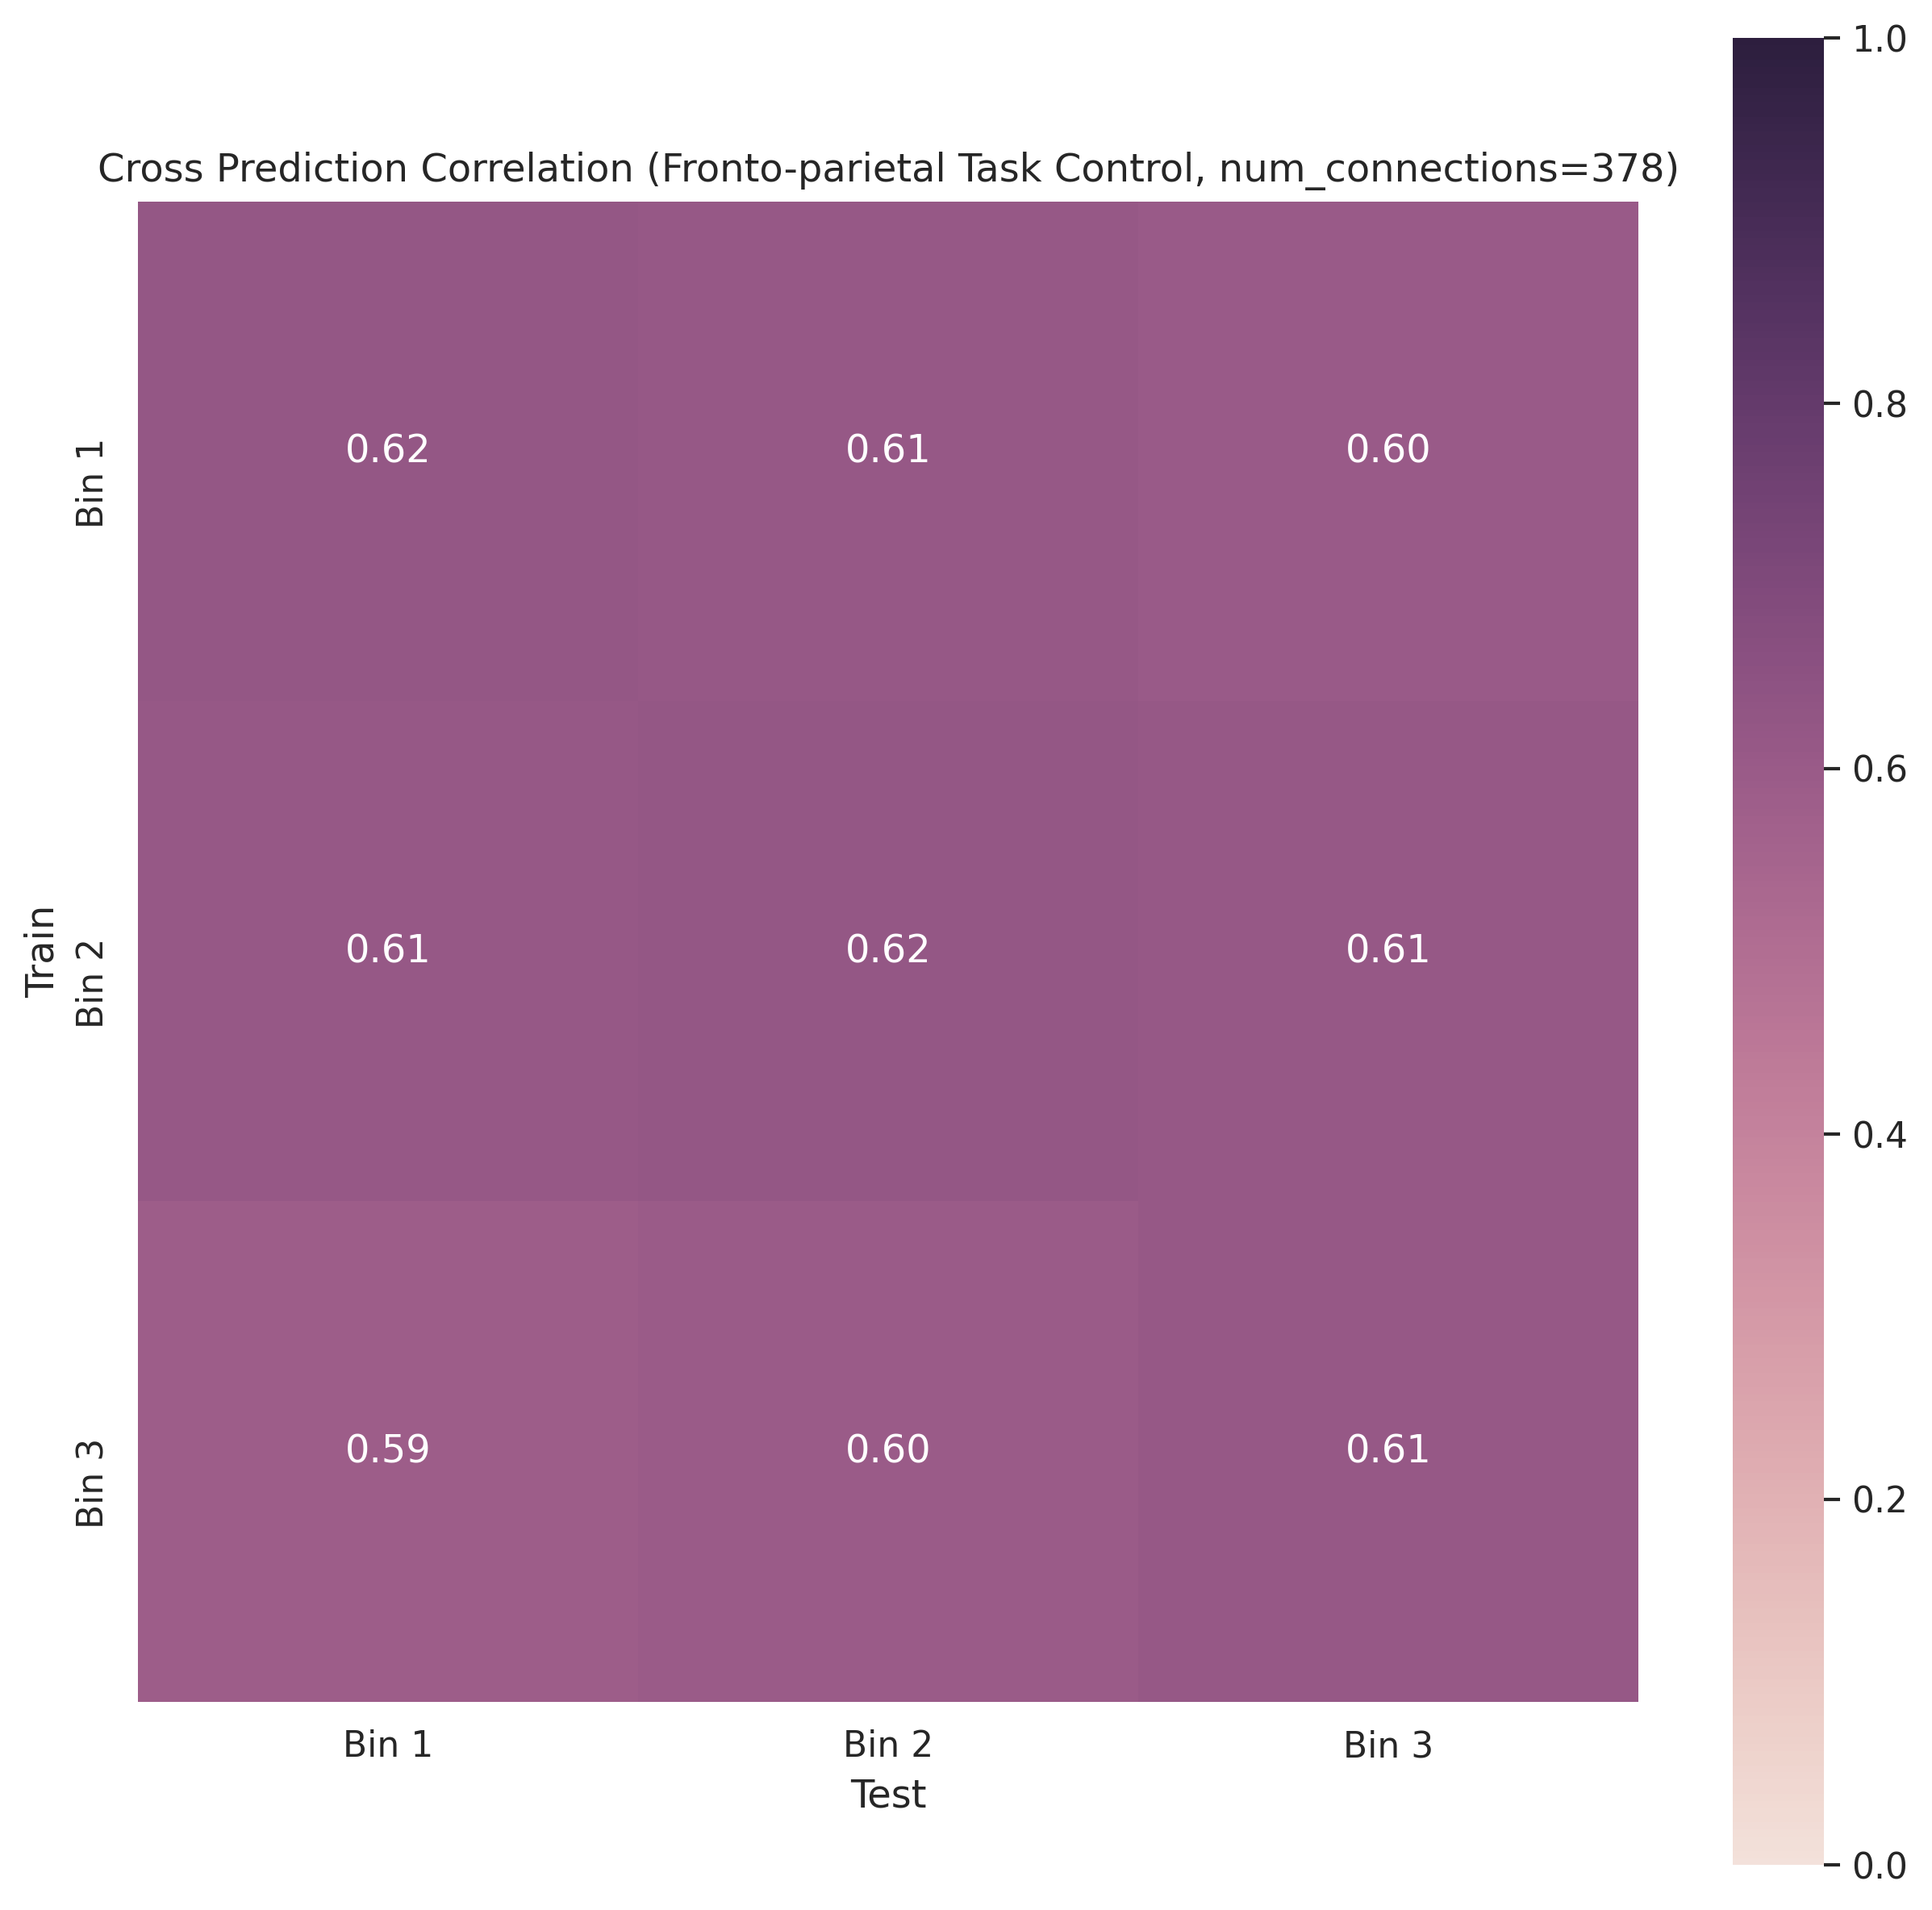 Cross Prediction Correlation (Fronto-parietal Task Control, num_connections=378)
1.0
0.8
0.6
0.4
0.2
0.0
Train
Bin 1
0.62 0.61 0.60
Bin 2
0.61 0.62 0.61
Bin 3
0.59 0.60 0.61
Bin 1 Bin 2 Bin 3
Test